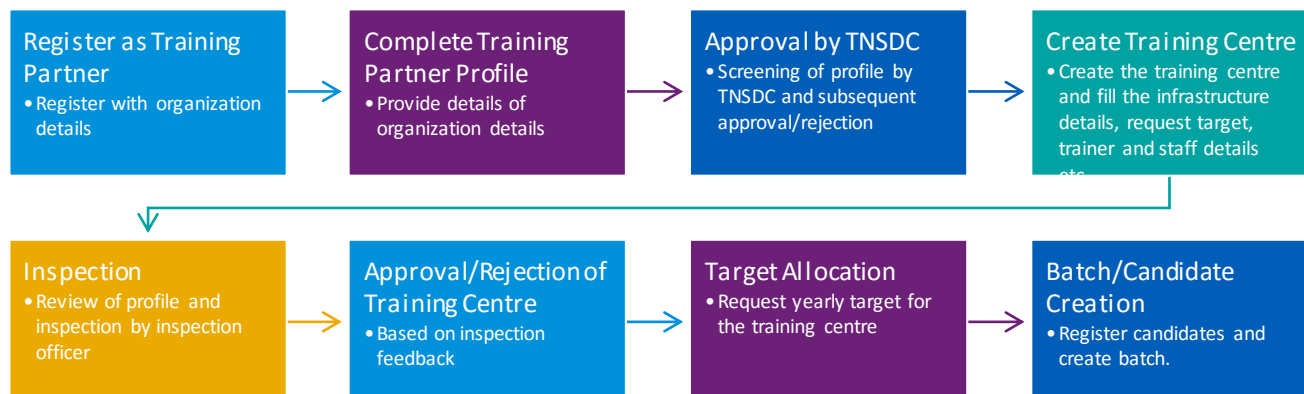 Register as Training
Partner
• Register with organization
details
Complete Training
Partner Profile
• Provide details of
organization details
Approval by TNSDC
• Screening of profile by
TNSDC and subsequent
approval/rejection
Create Training Centre
• Create the training centre
and fill the infrastructure
details, request target,
trainer and staff details
etc
Inspection
• Review of profile and
inspection by inspection
officer
Approval/Rejection of
Training Centre
• Based on inspection
feedback
Target Allocation
• Request yearly target for
the training centre
Batch/Candidate
Creation
• Register candidates and
create batch.